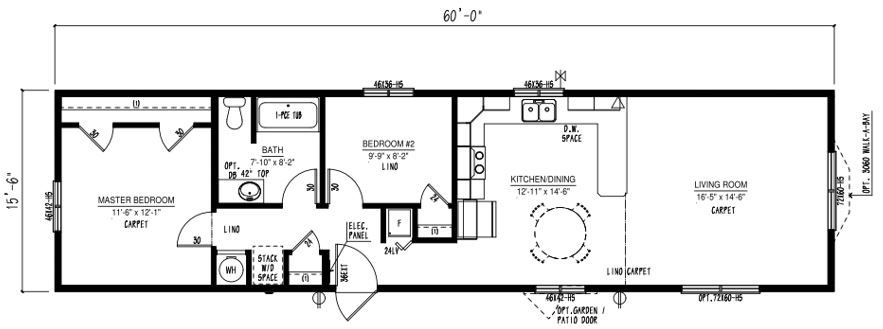 60'-0"
15'-6"
46X36-H5
46X36-H5
(1)
30
30
1-PCE TUB
BATH
7'-10" x 8'-2"
OPT.
DB 42" TOP
BEDROOM #2
9'-9" x 8'-2"
LINO
D.W.
SPACE
KITCHEN/DINING
12'-11" x 14'-6"
LIVING ROOM
16'-5" x 14'-6"
CARPET
MASTER BEDROOM
11'-6" x 12'-1"
CARPET
46X42-H5
30
30
30
24
(1)
LINO
WH
STACK
W/D
SPACE
24
(1)
ELEC.
PANEL
F
24LV
36EXT
LINO
CARPET
72X60-H5
OPT. 3060 WALK-A-BAY
46X42-H5
OPT.72X60-H5
OPT.GARDEN /
PATIO DOOR